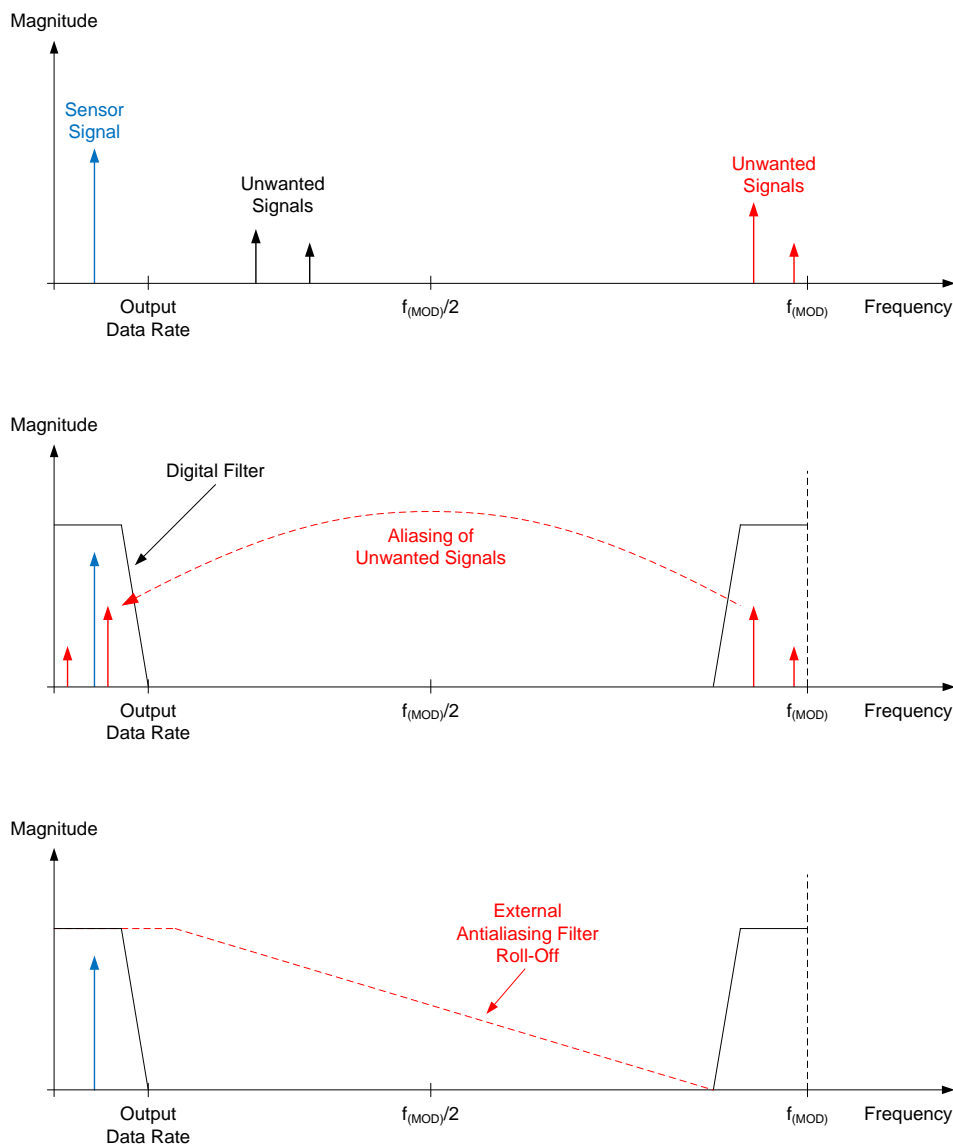 Magnitude
Sensor
Signal
Unwanted
Signals
Unwanted
Signals
Output
Data Rate
f(MOD)/2
f(MOD)
Frequency
Magnitude
Digital Filter
Aliasing of
Unwanted Signals
Output
Data Rate
f(MOD)/2
f(MOD)
Frequency
Magnitude
External
Antialiasing Filter
Roll-Off
Output
Data Rate
f(MOD)/2
f(MOD)
Frequency